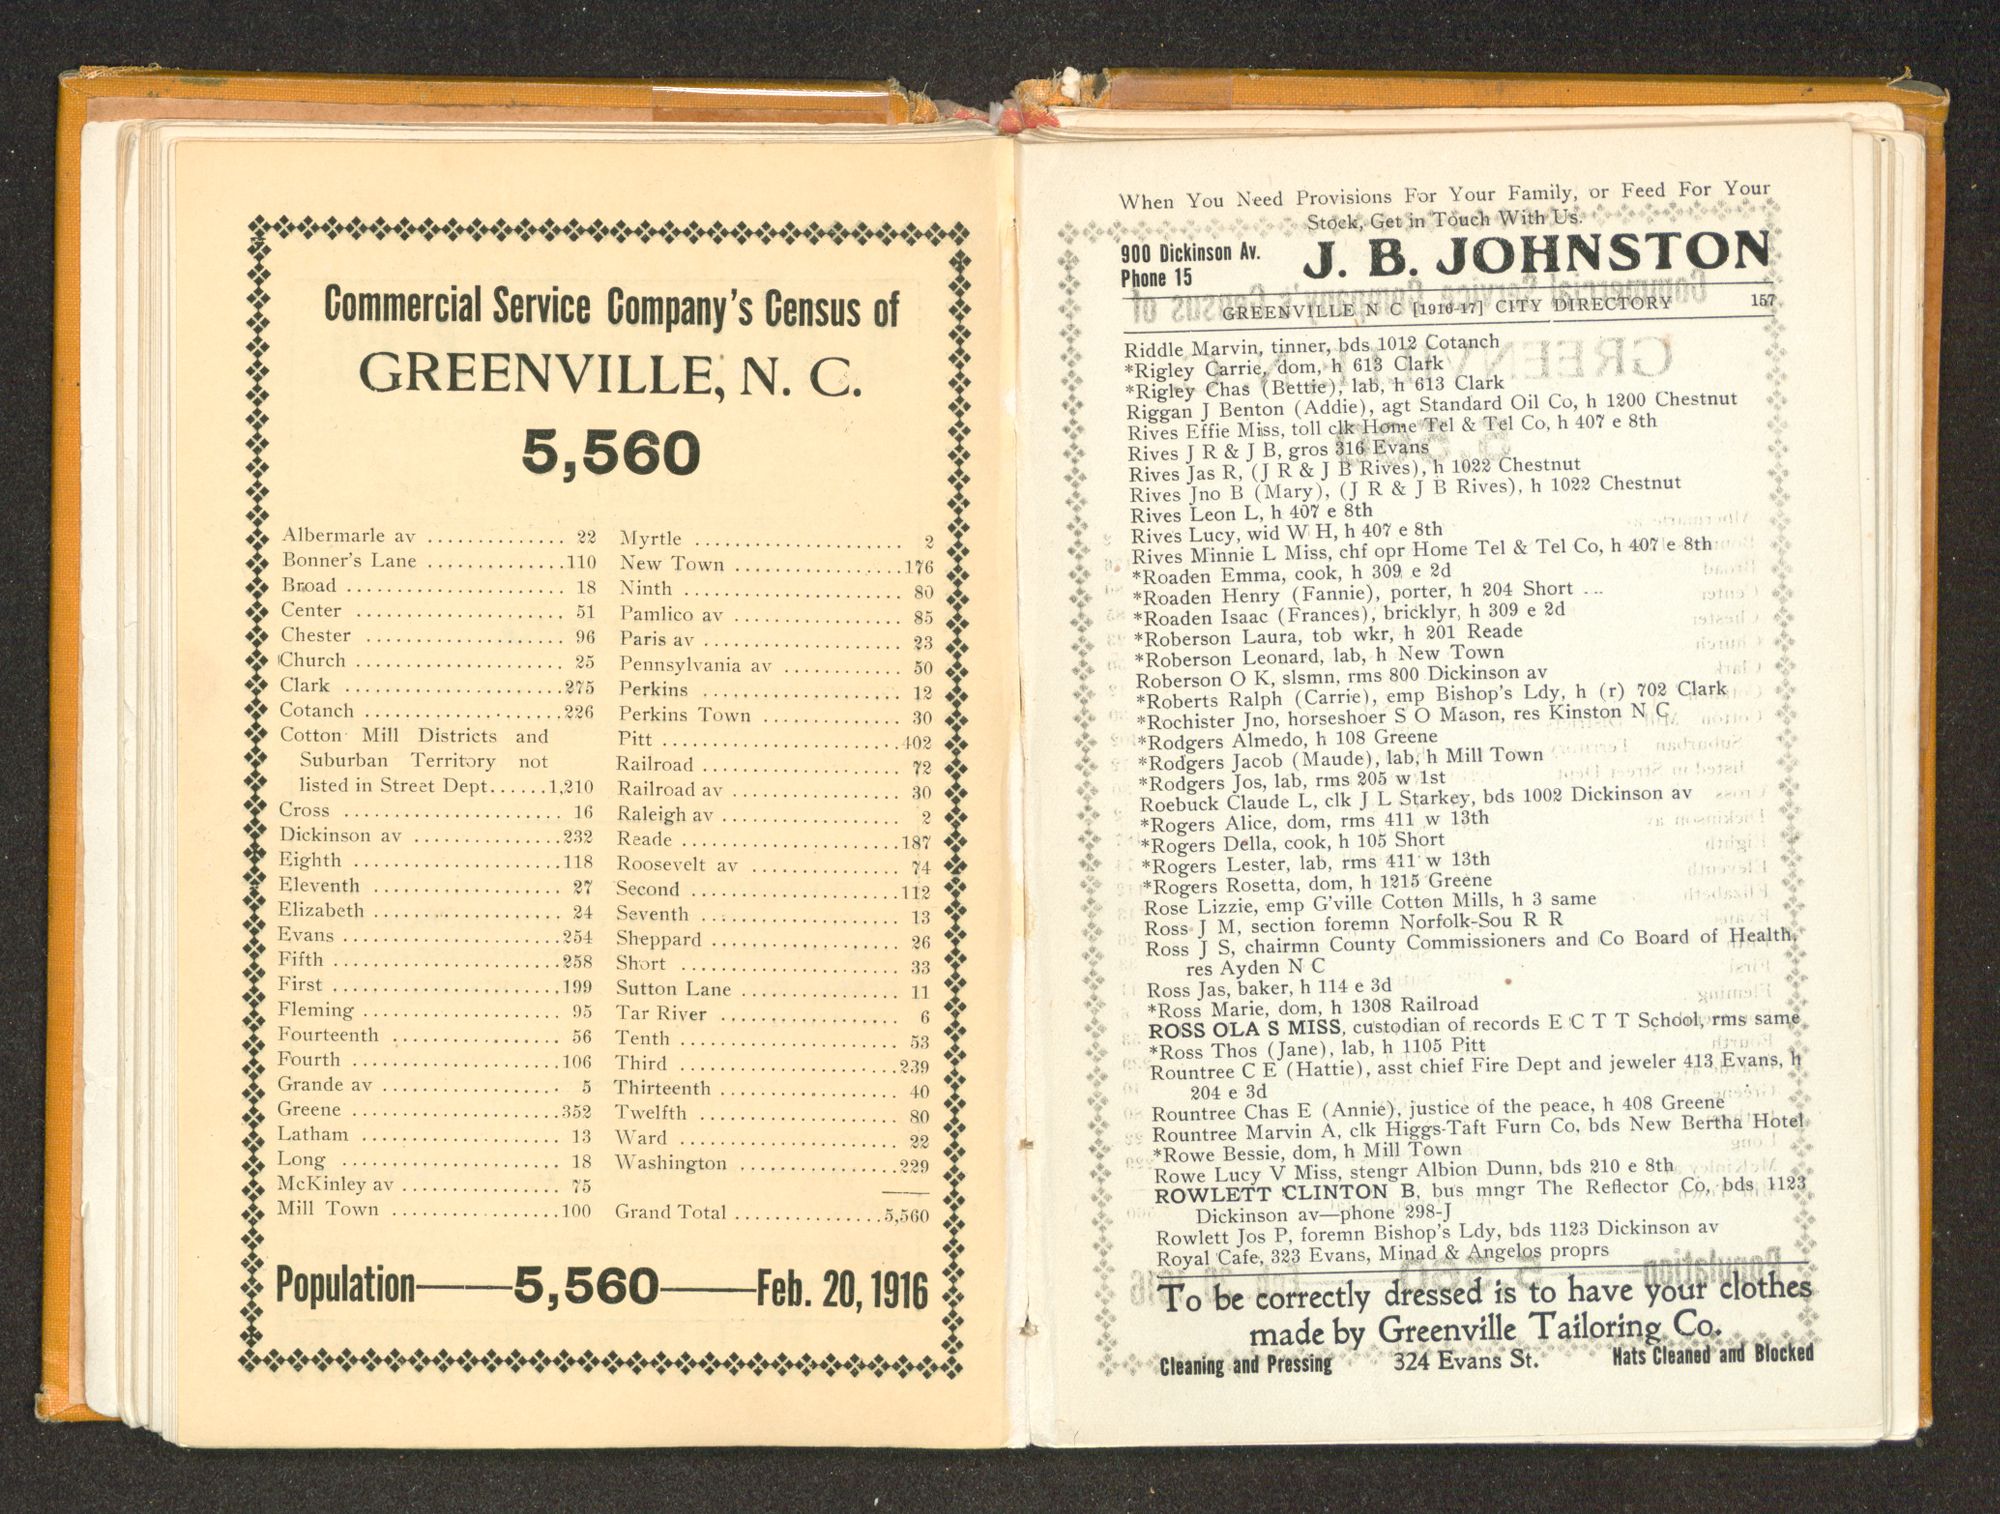 Commercial Service Company's Census of
GREENVILLE, N. C.
5,560
Albermarle av .............. 22
Bonner's Lane ..............110
Broad ...................... 18
Center ..................... 51
Chester .................... 96
Church ..................... 25
Clark ......................275
Cotanch ....................226
Cotton Mill Districts and
Suburban Territory not
listed in Street Dept......1,210
Cross ...................... 16
Dickinson av ...............232
Eighth .....................118
Eleventh ................... 27
Elizabeth .................. 24
Evans ......................254
Fifth ......................258
First ......................199
Fleming .................... 95
Fourteenth ................. 56
Fourth .....................106
Grande av .................. 5
Greene .....................352
Latham ..................... 13
Long ....................... 18
McKinley av ................ 75
Mill Town ..................100
Myrtle ..................... 2
New Town ...................176
Ninth ...................... 80
Pamlico av ................. 85
Paris av ................... 23
Pennsylvania av ............ 50
Perkins .................... 12
Perkins Town ............... 30
Pitt .......................402
Railroad ................... 72
Railroad av ................ 30
Raleigh av ................. 2
Reade ......................187
Roosevelt av ............... 74
Second .....................112
Seventh .................... 13
Sheppard ................... 26
Short ...................... 33
Sutton Lane ................ 11
Tar River .................. 6
Tenth ...................... 53
Third ......................239
Thirteenth ................. 40
Twelfth .................... 80
Ward ....................... 22
Washington .................229
Grand Total ...............5,560
Population——5,560——Feb. 20, 1916
When You Need Provisions For Your Family, or Feed For Your
Stock, Get in Touch With Us.
900 Dickinson Av.
Phone 15
J. B. JOHNSTON
GREENVILLE N C [1916-17] CITY DIRECTORY 157
Riddle Marvin, tinner, bds 1012 Cotanch
*Rigley Carrie, dom, h 613 Clark
*Rigley Chas (Bettie), lab, h 613 Clark
Riggan J Benton (Addie), agt Standard Oil Co, h 1200 Chestnut
Rives Effie Miss, toll clk Home Tel & Tel Co, h 407 e 8th
Rives J R & J B, gros 316 Evans
Rives Jas R, (J R & J B Rives), h 1022 Chestnut
Rives Jno B (Mary), (J R & J B Rives), h 1022 Chestnut
Rives Leon L, h 407 e 8th
Rives Lucy, wid W H, h 407 e 8th
Rives Minnie L Miss, chf opr Home Tel & Tel Co, h 407 e 8th
*Roaden Emma, cook, h 309 e 2d
*Roaden Henry (Fannie), porter, h 204 Short
*Roaden Isaac (Frances), bricklyr, h 309 e 2d
*Roberson Laura, tob wkr, h 201 Reade
*Roberson Leonard, lab, h New Town
Roberson O K, slsmn, rms 800 Dickinson av
*Roberts Ralph (Carrie), emp Bishop's Ldy, h (r) 702 Clark
*Rochister Jno, horseshoer S O Mason, res Kinston N C
*Rodgers Almedo, h 108 Greene
*Rodgers Jacob (Maude), lab, h Mill Town
*Rodgers Jos, lab, rms 205 w 1st
Roebuck Claude L, clk J L Starkey, bds 1002 Dickinson av
*Rogers Alice, dom, rms 411 w 13th
*Rogers Della, cook, h 105 Short
*Rogers Lester, lab, rms 411 w 13th
*Rogers Rosetta, dom, h 1215 Greene
Rose Lizzie, emp G'ville Cotton Mills, h 3 same
Ross J M, section foremn Norfolk-Sou R R
Ross J S, chairmn County Commissioners and Co Board of Health,
res Ayden N C
Ross Jas, baker, h 114 e 3d
*Ross Marie, dom, h 1308 Railroad
ROSS OLA S MISS, custodian of records E C T T School, rms same
*Ross Thos (Jane), lab, h 1105 Pitt
Rountree C E (Hattie), asst chief Fire Dept and jeweler 413 Evans, h
204 e 3d
Rountree Chas E (Annie), justice of the peace, h 408 Greene
Rountree Marvin A, clk Higgs-Taft Furn Co, bds New Bertha Hotel
*Rowe Bessie, dom, h Mill Town
Rowe Lucy V Miss, stengr Albion Dunn, bds 210 e 8th
ROWLETT CLINTON B, bus mngr The Reflector Co, bds 1123
Dickinson av—phone 298-J
Rowlett Jos P, foremn Bishop's Ldy, bds 1123 Dickinson av
Royal Cafe, 323 Evans, Minad & Angelos proprs
To be correctly dressed is to have your clothes
made by Greenville Tailoring Co.
Cleaning and Pressing 324 Evans St. Hats Cleaned and Blocked